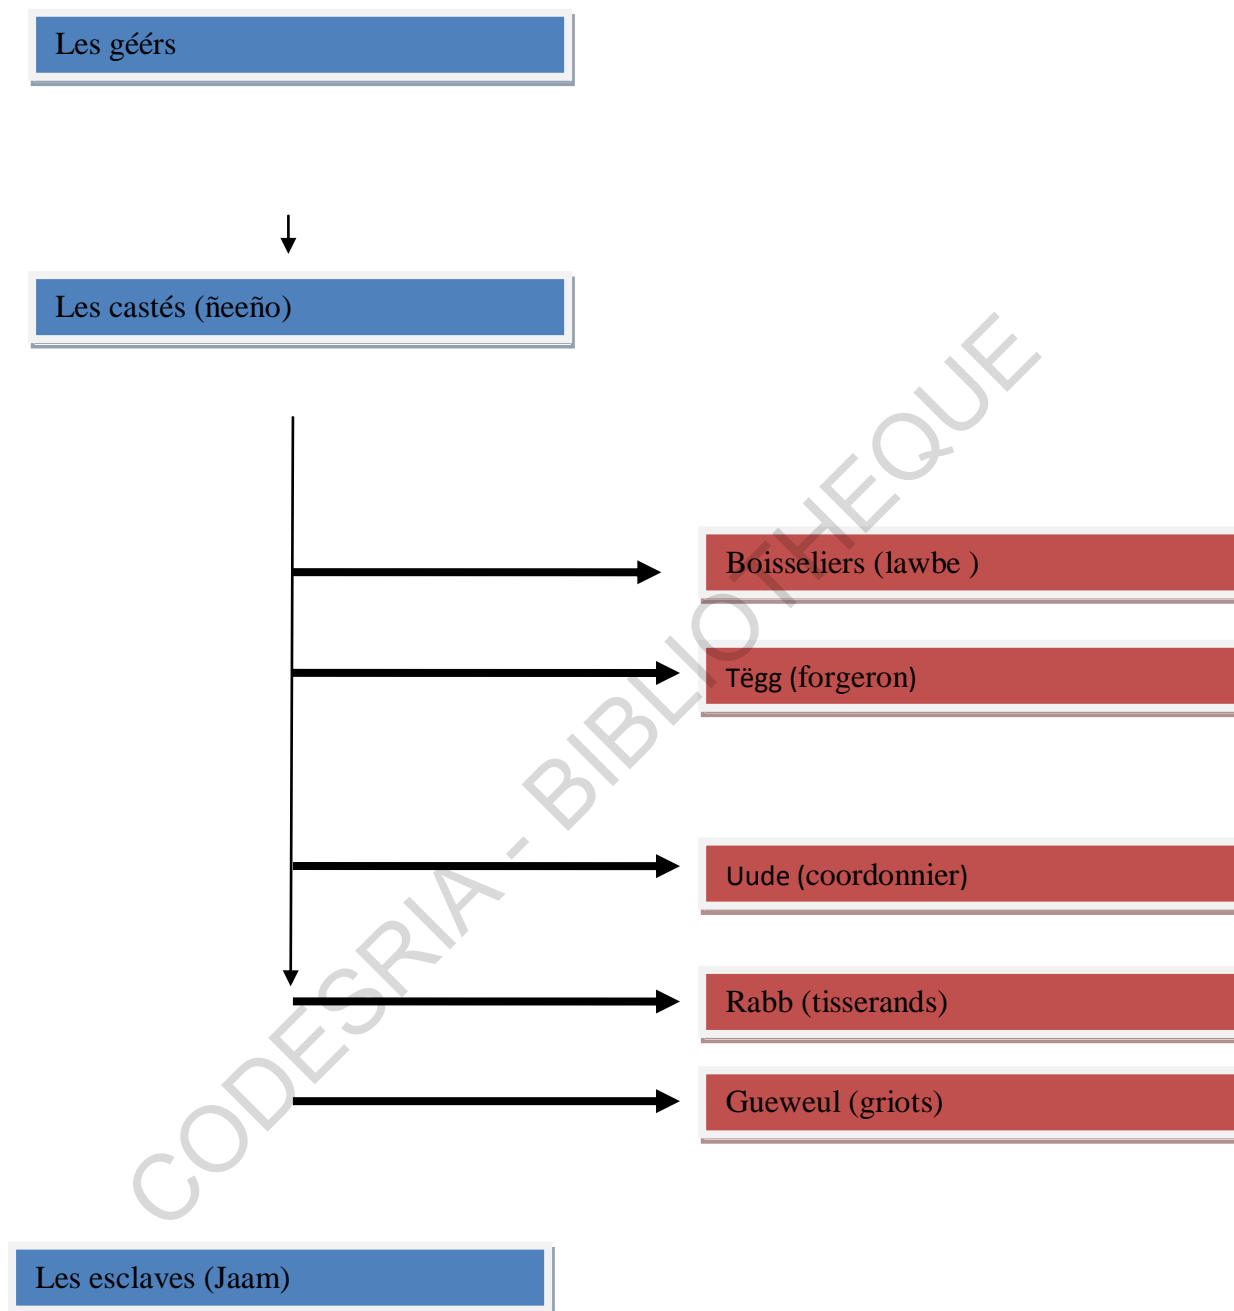 Les géérs
Les castés (ñeeño)
Boisseliers (lawbe )
Tëgg (forgeron)
Uude (coordonnier)
Rabb (tisserands)
Gueweul (griots)
Les esclaves (Jaam)
CODESRIA - BIBLIOTHEQUE